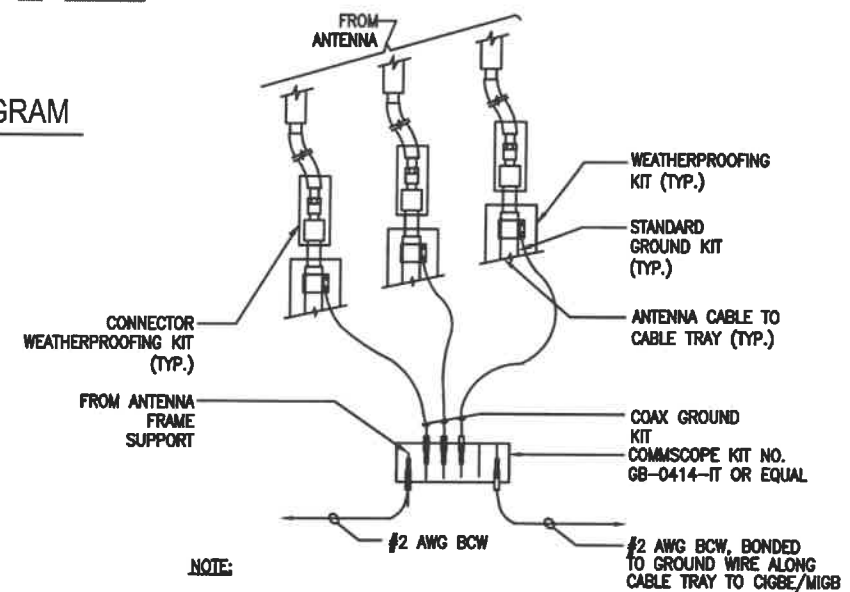 FROM
ANTENNA
GRAM
WEATHERPROOFING
KIT (TYP.)
STANDARD
GROUND KIT
(TYP.)
ANTENNA CABLE TO
CABLE TRAY (TYP.)
CONNECTOR
WEATHERPROOFING KIT
(TYP.)
FROM ANTENNA
FRAME
SUPPORT
COAX GROUND
KIT
COMMSCOPE KIT NO.
GB-0414-IT OR EQUAL
#2 AWG BCW
#2 AWG BCW, BONDED
TO GROUND WIRE ALONG
CABLE TRAY TO CIGBE/MIGB
NOTE: